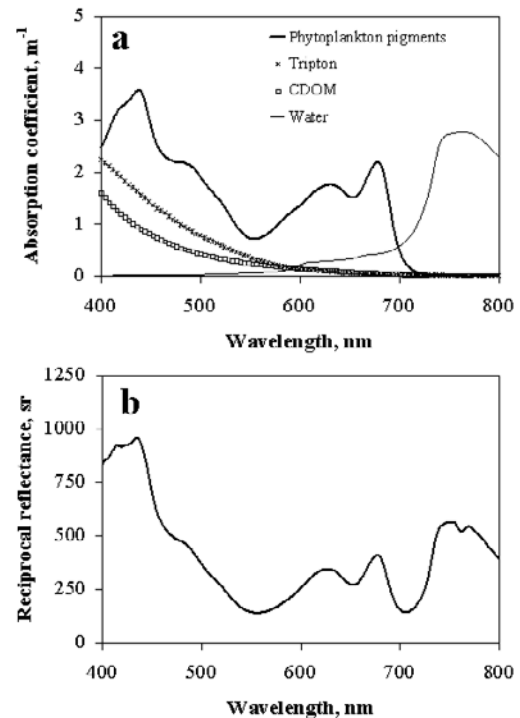 a
Absorption coefficient, m-1
5
4
3
2
1
0
Phytoplankton pigments
Tripton
CDOM
Water
400 500 600 700 800
Wavelength, nm
b
Reciprocal reflectance, sr
1250
1000
750
500
250
0
400 500 600 700 800
Wavelength, nm